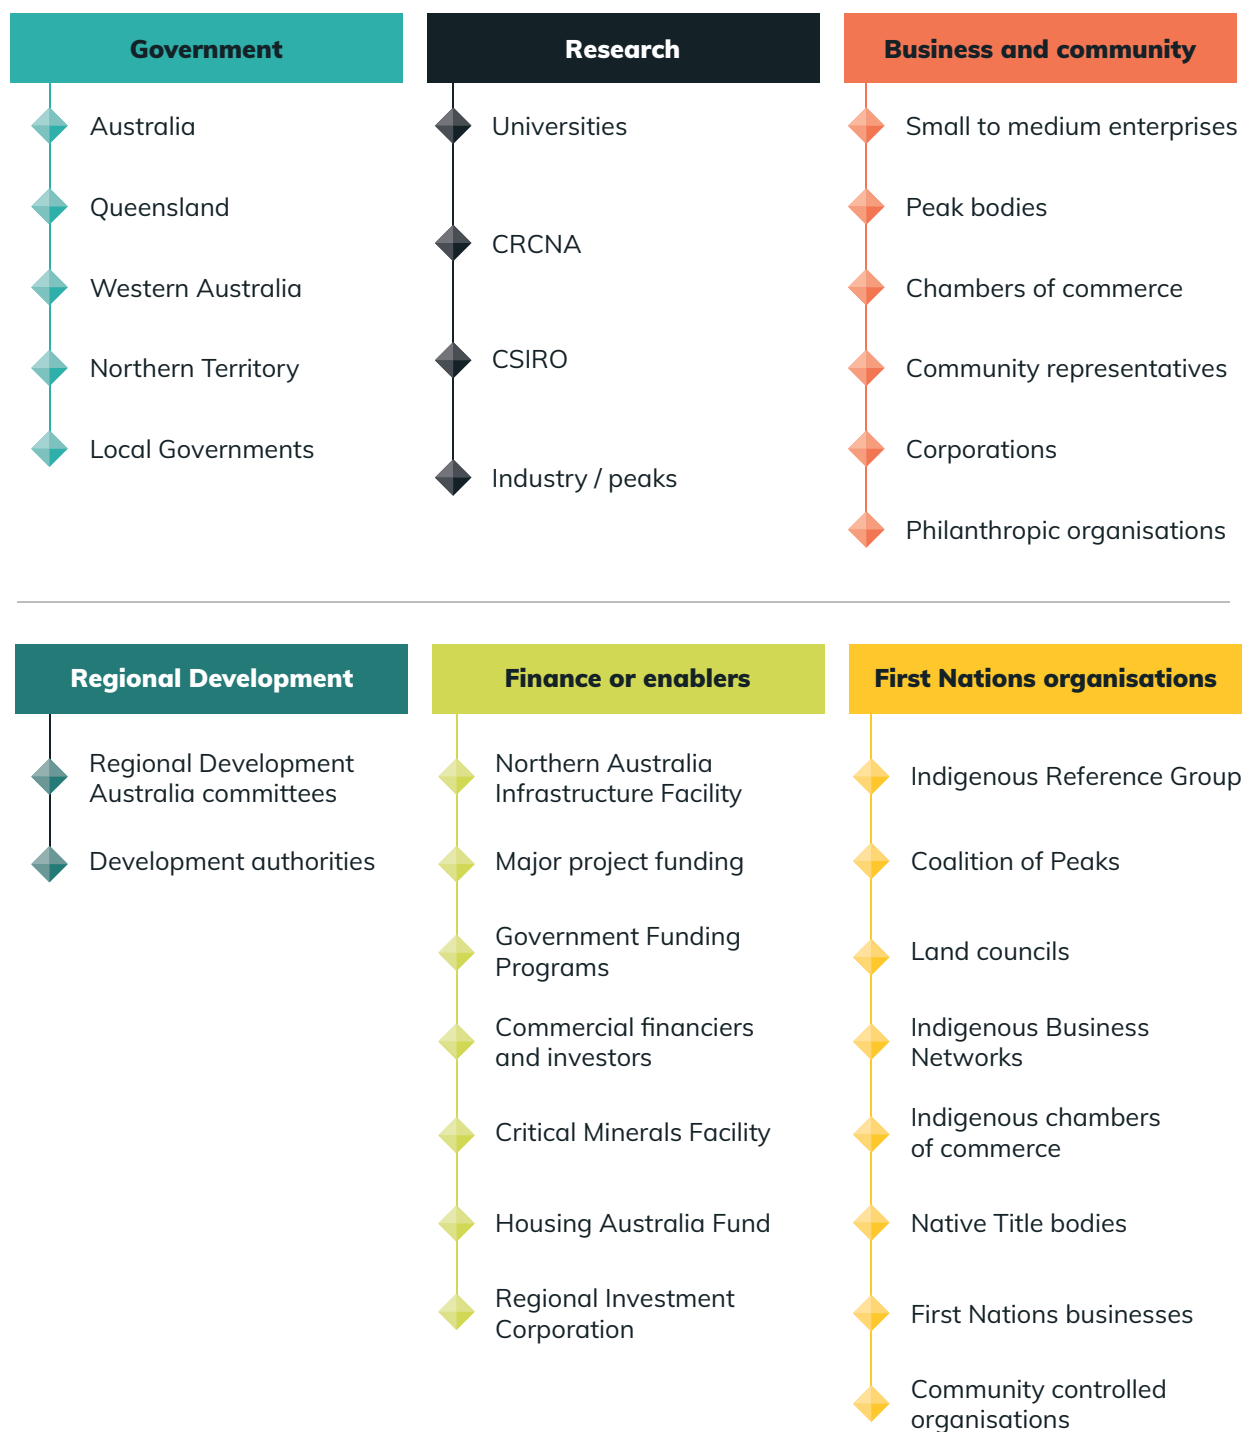 Government
Australia
Queensland
Western Australia
Northern Territory
Local Governments
Research
Universities
CRCNA
CSIRO
Industry / peaks
Business and community
Small to medium enterprises
Peak bodies
Chambers of commerce
Community representatives
Corporations
Philanthropic organisations
Regional Development
Regional Development
Australia committees
Development authorities
Finance or enablers
Northern Australia
Infrastructure Facility
Major project funding
Government Funding
Programs
Commercial financiers
and investors
Critical Minerals Facility
Housing Australia Fund
Regional Investment
Corporation
First Nations organisations
Indigenous Reference Group
Coalition of Peaks
Land councils
Indigenous Business
Networks
Indigenous chambers
of commerce
Native Title bodies
First Nations businesses
Community controlled
organisations